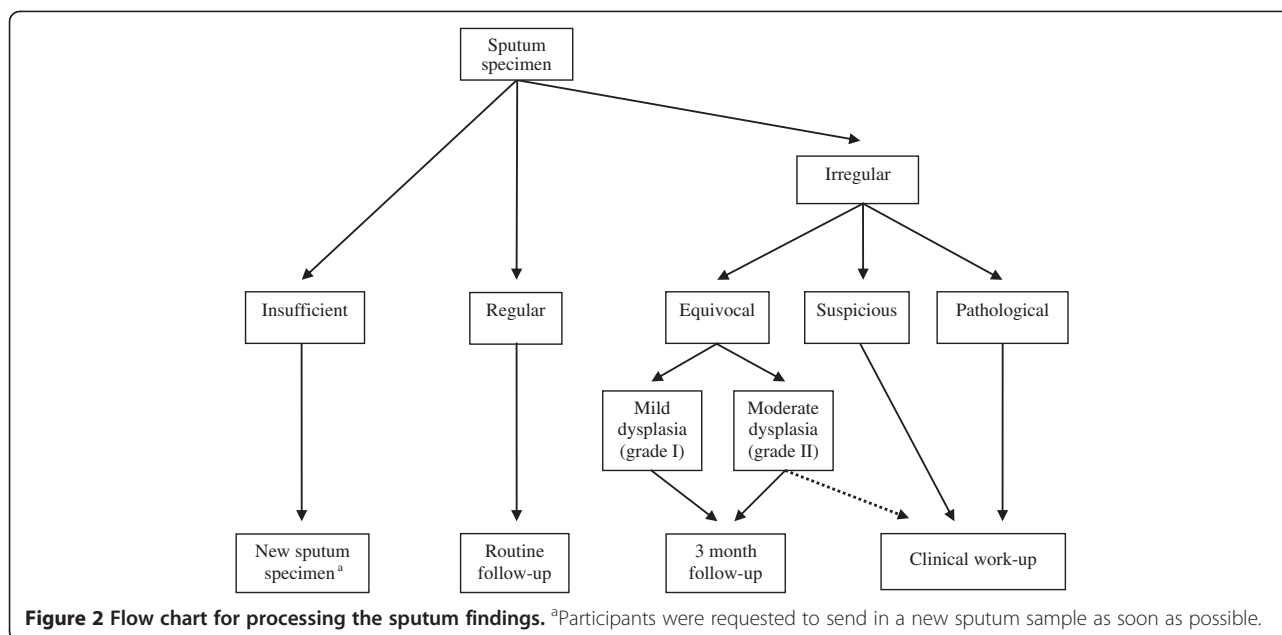 Sputum
specimen
Irregular
Insufficient
Regular
Equivocal
Suspicious
Pathological
Mild
dysplasia
(grade I)
Moderate
dysplasia
(grade II)
New sputum
specimen a
Routine
follow-up
3 month
follow-up
Clinical work-up
Figure 2 Flow chart for processing the sputum findings. aParticipants were requested to send in a new sputum sample as soon as possible.